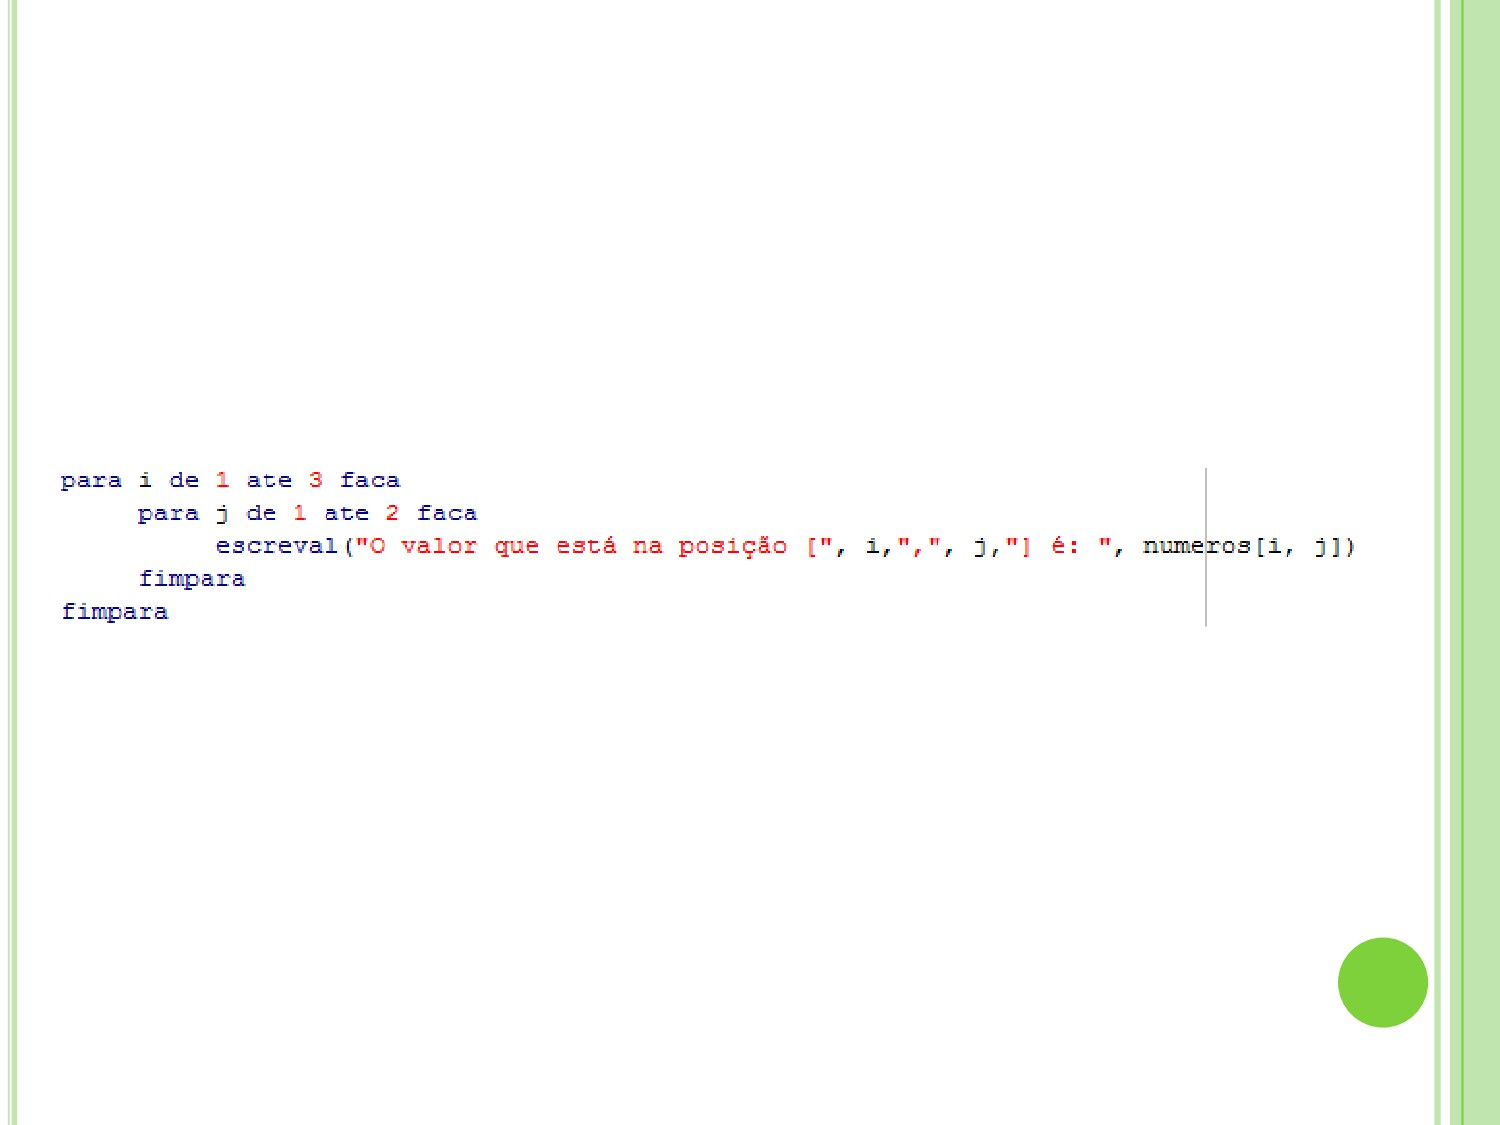 para i de 1 ate 3 faca
para j de 1 ate 2 faca
escreval("O valor que está na posição [", i,",", j,"] é: ", numeros[i, j])
fimpara
fimpara